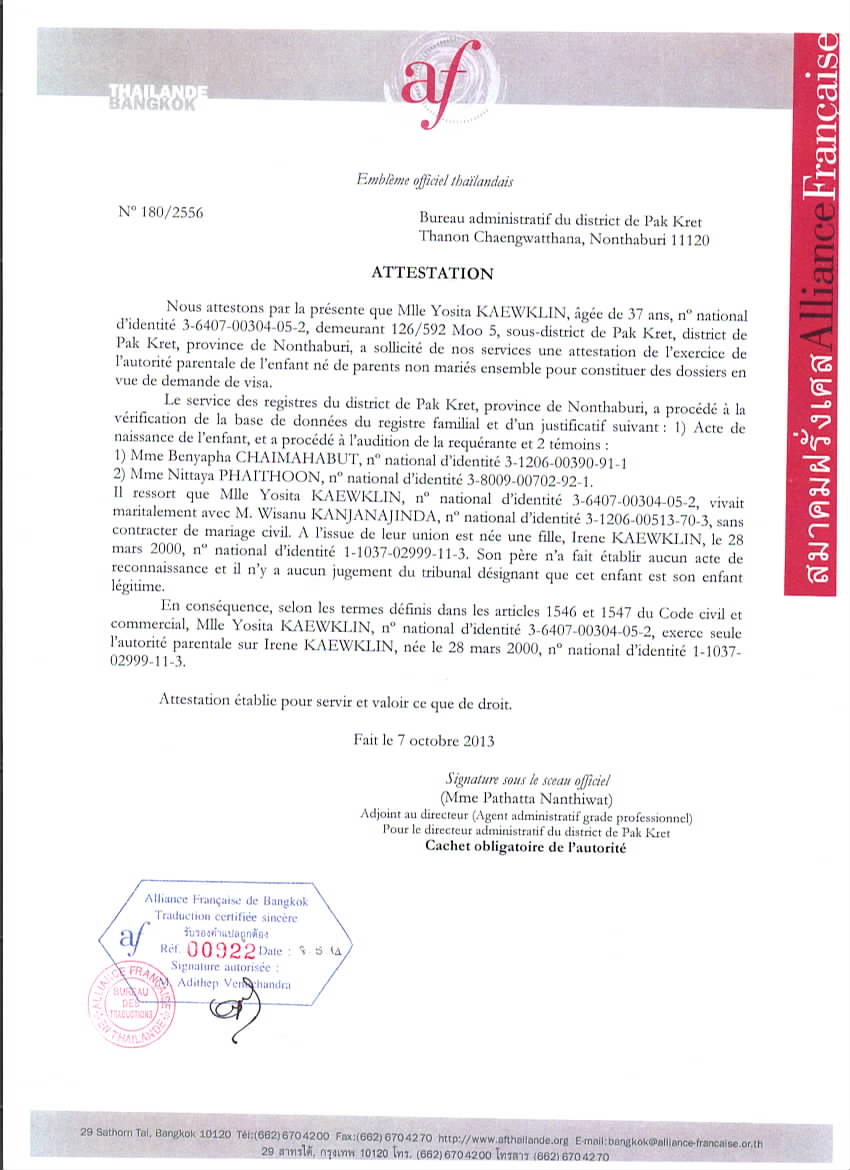 THAILANDE
BANGKOK
af
สมาคมฝรั่งเศส AllianceFrançaise
Emblème officiel thaïlandais
N° 180/2556
Bureau administratif du district de Pak Kret
Thanon Chaengwatthana, Nonthaburi 11120
ATTESTATION
Nous attestons par la présente que Mlle Yosita KAEWKLIN, âgée de 37 ans, n° national
d'identité 3-6407-00304-05-2, demeurant 126/592 Moo 5, sous-district de Pak Kret, district de
Pak Kret, province de Nonthaburi, a sollicité de nos services une attestation de l'exercice de
l'autorité parentale de l'enfant né de parents non mariés ensemble pour constituer des dossiers en
vue de demande de visa.
Le service des registres du district de Pak Kret, province de Nonthaburi, a procédé à la
vérification de la base de données du registre familial et d'un justificatif suivant : 1) Acte de
naissance de l'enfant, et a procédé à l'audition de la requérante et 2 témoins :
1) Mme Benyapha CHAIMAHABUT, n° national d'identité 3-1206-00390-91-1
2) Mme Nittaya PHAITHOON, n° national d'identité 3-8009-00702-92-1.
Il ressort que Mlle Yosita KAEWKLIN, n° national d'identité 3-6407-00304-05-2, vivait
maritalement avec M. Wisanu KANJANAJINDA, n° national d'identité 3-1206-00513-70-3, sans
contracter de mariage civil. A l'issue de leur union est née une fille, Irene KAEWKLIN, le 28
mars 2000, n° national d'identité 1-1037-02999-11-3. Son père n'a fait établir aucun acte de
reconnaissance et il n'y a aucun jugement du tribunal désignant que cet enfant est son enfant
légitime.
En conséquence, selon les termes définis dans les articles 1546 et 1547 du Code civil et
commercial, Mlle Yosita KAEWKLIN, n° national d'identité 3-6407-00304-05-2, exerce seule
l'autorité parentale sur Irene KAEWKLIN, née le 28 mars 2000, n° national d'identité 1-1037-
02999-11-3.
Attestation établie pour servir et valoir ce que de droit.
Fait le 7 octobre 2013
Signature sous le sceau officiel
(Mme Pathatta Nanthiwat)
Adjoint au directeur (Agent administratif grade professionnel)
Pour le directeur administratif du district de Pak Kret
Cachet obligatoire de l'autorité
Alliance Française de Bangkok
Traduction certifiée sincère
รับรองคำแปลถูกต้อง
af
Réf. 00922 Date :
Signature autorisée :
M. Adithep
ALLIANCE FRANÇAISE
BUREAU
DES
TRADUCTIONS
EN THAILANDE
29 Sathorn Tai, Bangkok 10120 Tél:(662) 670 4200 Fax:(662) 670 4270 http://www.afthailande.org E-mail:bangkok@alliance-francaise.or.th
29 สาทรใต้, กรุงเทพ 10120 โทร. (662) 670 4200 โทรสาร (662) 670 4270